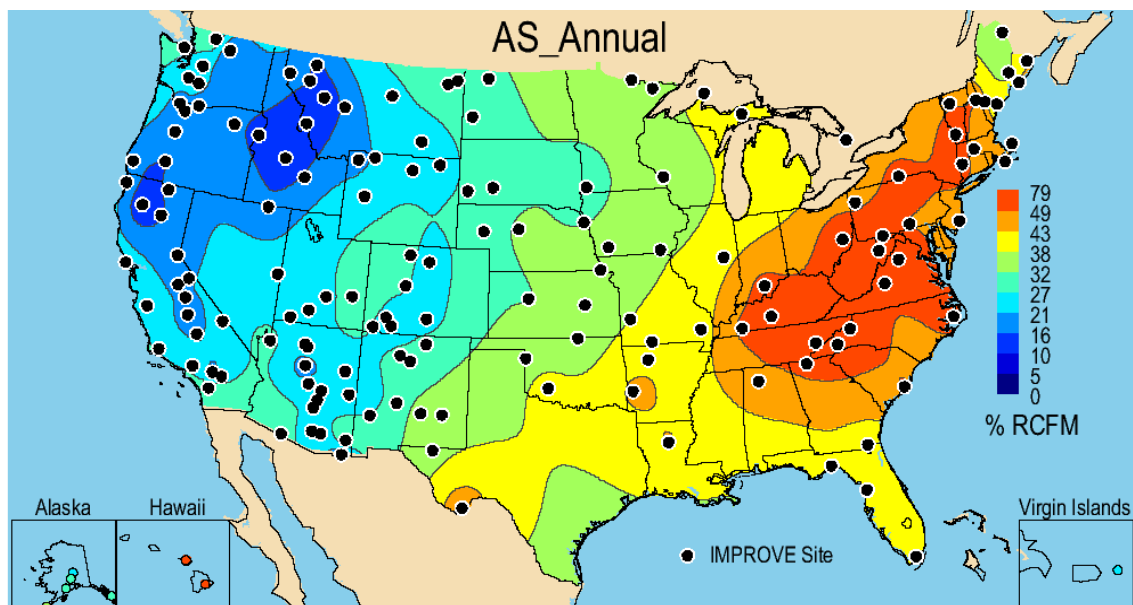 AS_Annual
79
49
43
38
32
27
21
16
10
5
0
% RCFM
Alaska
Hawaii
IMPROVE Site
Virgin Islands